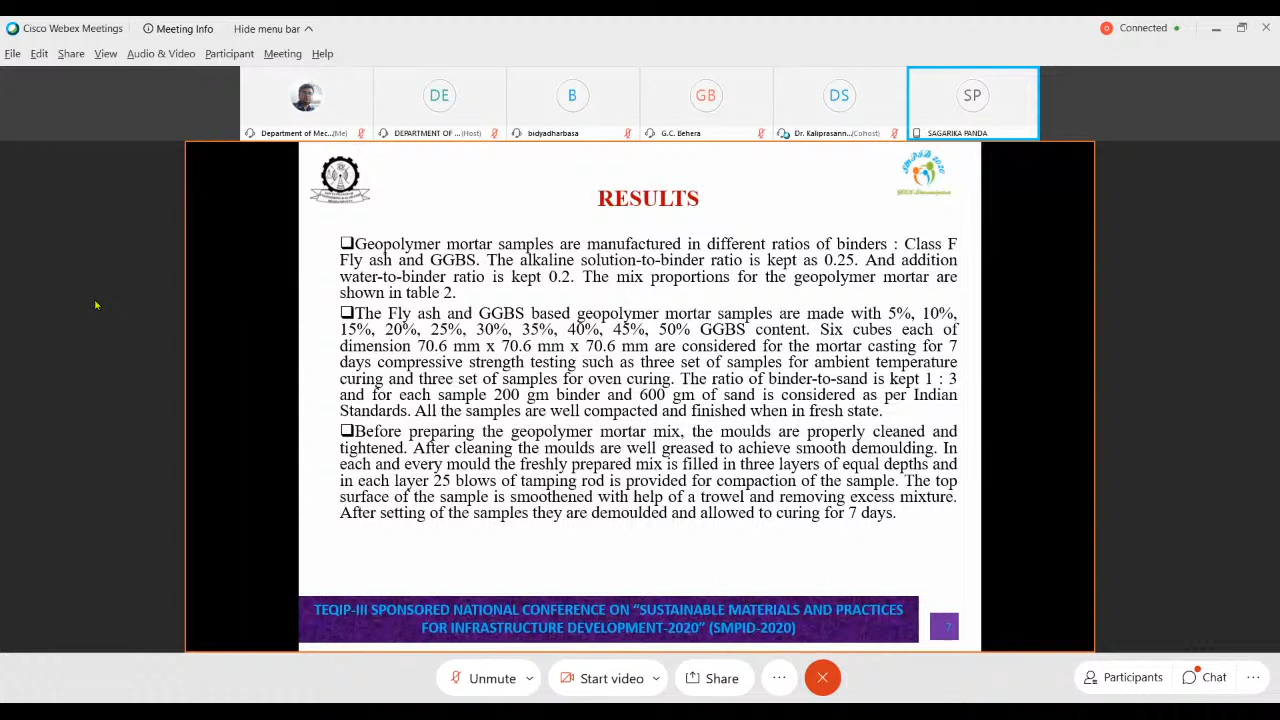 Cisco Webex Meetings
Meeting Info
Hide menu bar
Connected
File Edit Share View Audio & Video Participant Meeting Help
DE
B
GB
DS
SP
Department of Mec...(Me)
DEPARTMENT OF ...(Host)
bidyadharbasa
G.C. Behera
Dr. Kaliprasann...(Cohost)
SAGARIKA PANDA
SMPID 2020
RESULTS
Geopolymer mortar samples are manufactured in different ratios of binders : Class F
Fly ash and GGBS. The alkaline solution-to-binder ratio is kept as 0.25. And addition
water-to-binder ratio is kept 0.2. The mix proportions for the geopolymer mortar are
shown in table 2.
The Fly ash and GGBS based geopolymer mortar samples are made with 5%, 10%,
15%, 20%, 25%, 30%, 35%, 40%, 45%, 50% GGBS content. Six cubes each of
dimension 70.6 mm x 70.6 mm x 70.6 mm are considered for the mortar casting for 7
days compressive strength testing such as three set of samples for ambient temperature
curing and three set of samples for oven curing. The ratio of binder-to-sand is kept 1 : 3
and for each sample 200 gm binder and 600 gm of sand is considered as per Indian
Standards. All the samples are well compacted and finished when in fresh state.
Before preparing the geopolymer mortar mix, the moulds are properly cleaned and
tightened. After cleaning the moulds are well greased to achieve smooth demoulding. In
each and every mould the freshly prepared mix is filled in three layers of equal depths and
in each layer 25 blows of tamping rod is provided for compaction of the sample. The top
surface of the sample is smoothened with help of a trowel and removing excess mixture.
After setting of the samples they are demoulded and allowed to curing for 7 days.
TEQIP-III SPONSORED NATIONAL CONFERENCE ON “SUSTAINABLE MATERIALS AND PRACTICES
FOR INFRASTRUCTURE DEVELOPMENT-2020” (SMPID-2020)
7
Unmute
Start video
Share
Participants
Chat